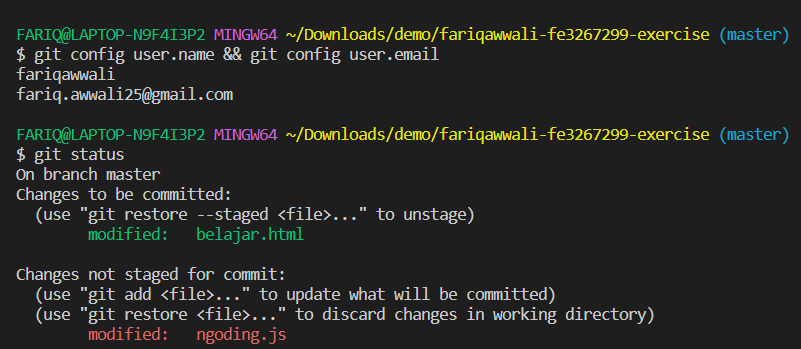 FARIQ@LAPTOP-N9F4I3P2 MINGW64 ~/Downloads/demo/fariqawwali-fe3267299-exercise (master)
$ git config user.name && git config user.email
fariqawwali
fariq.awwali25@gmail.com
FARIQ@LAPTOP-N9F4I3P2 MINGW64 ~/Downloads/demo/fariqawwali-fe3267299-exercise (master)
$ git status
On branch master
Changes to be committed:
  (use "git restore --staged <file>..." to unstage)
        modified:   belajar.html
Changes not staged for commit:
  (use "git add <file>..." to update what will be committed)
  (use "git restore <file>..." to discard changes in working directory)
        modified:   ngoding.js